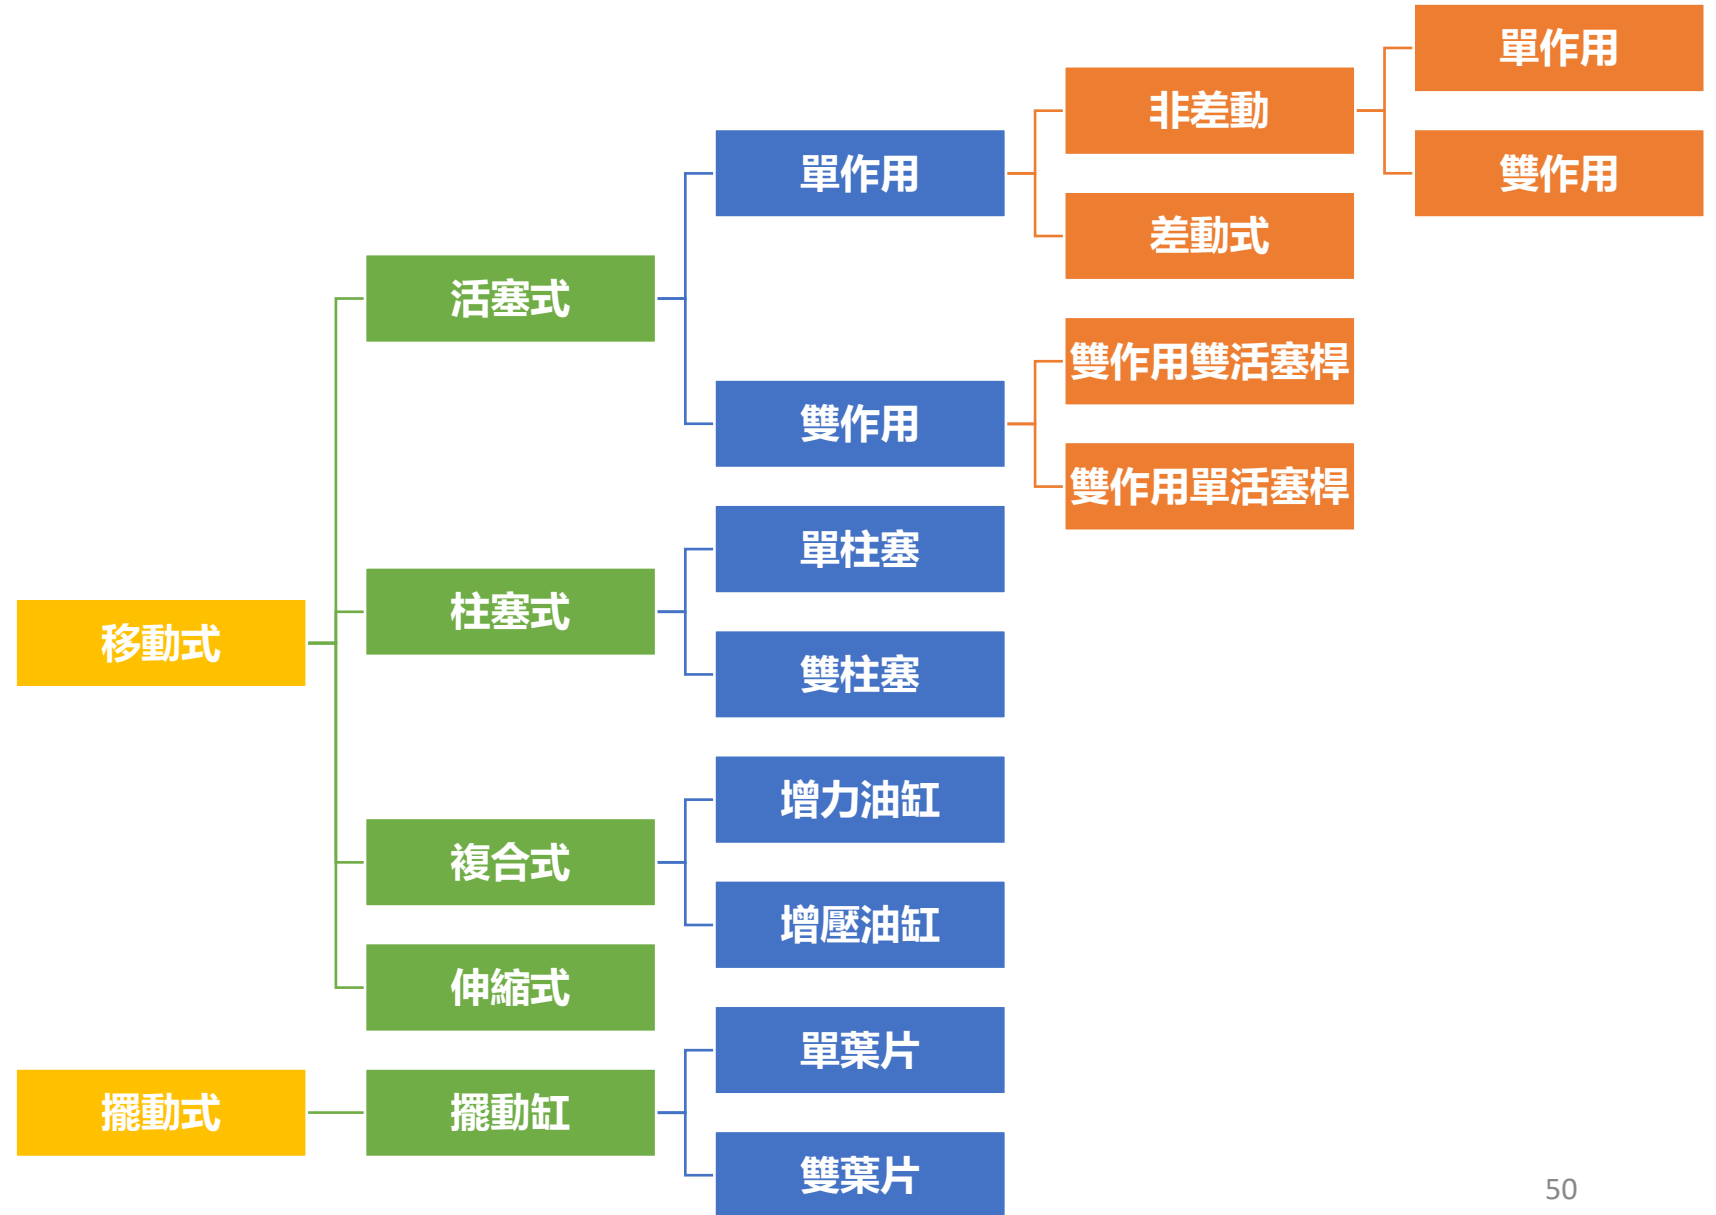 單作用
非差動
單作用
雙作用
差動式
活塞式
雙作用雙活塞桿
雙作用
雙作用單活塞桿
單柱塞
柱塞式
移動式
雙柱塞
增力油缸
複合式
增壓油缸
伸縮式
單葉片
擺動式
擺動缸
雙葉片
50